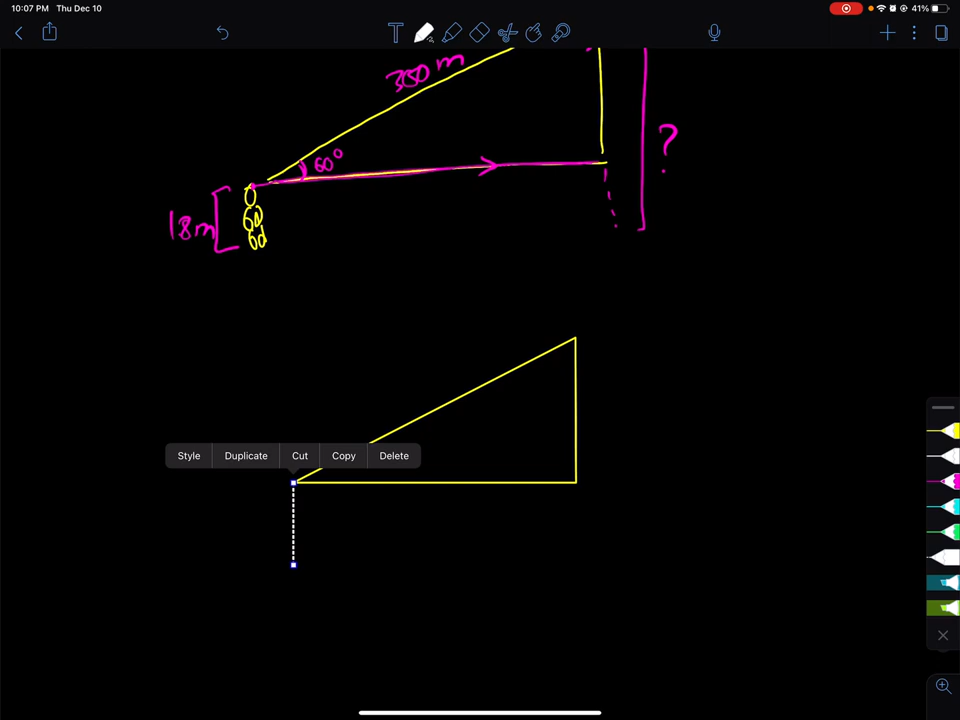 10:07 PM Thu Dec 10
41%
T
350 m
60°
?
18m
Style Duplicate Cut Copy Delete